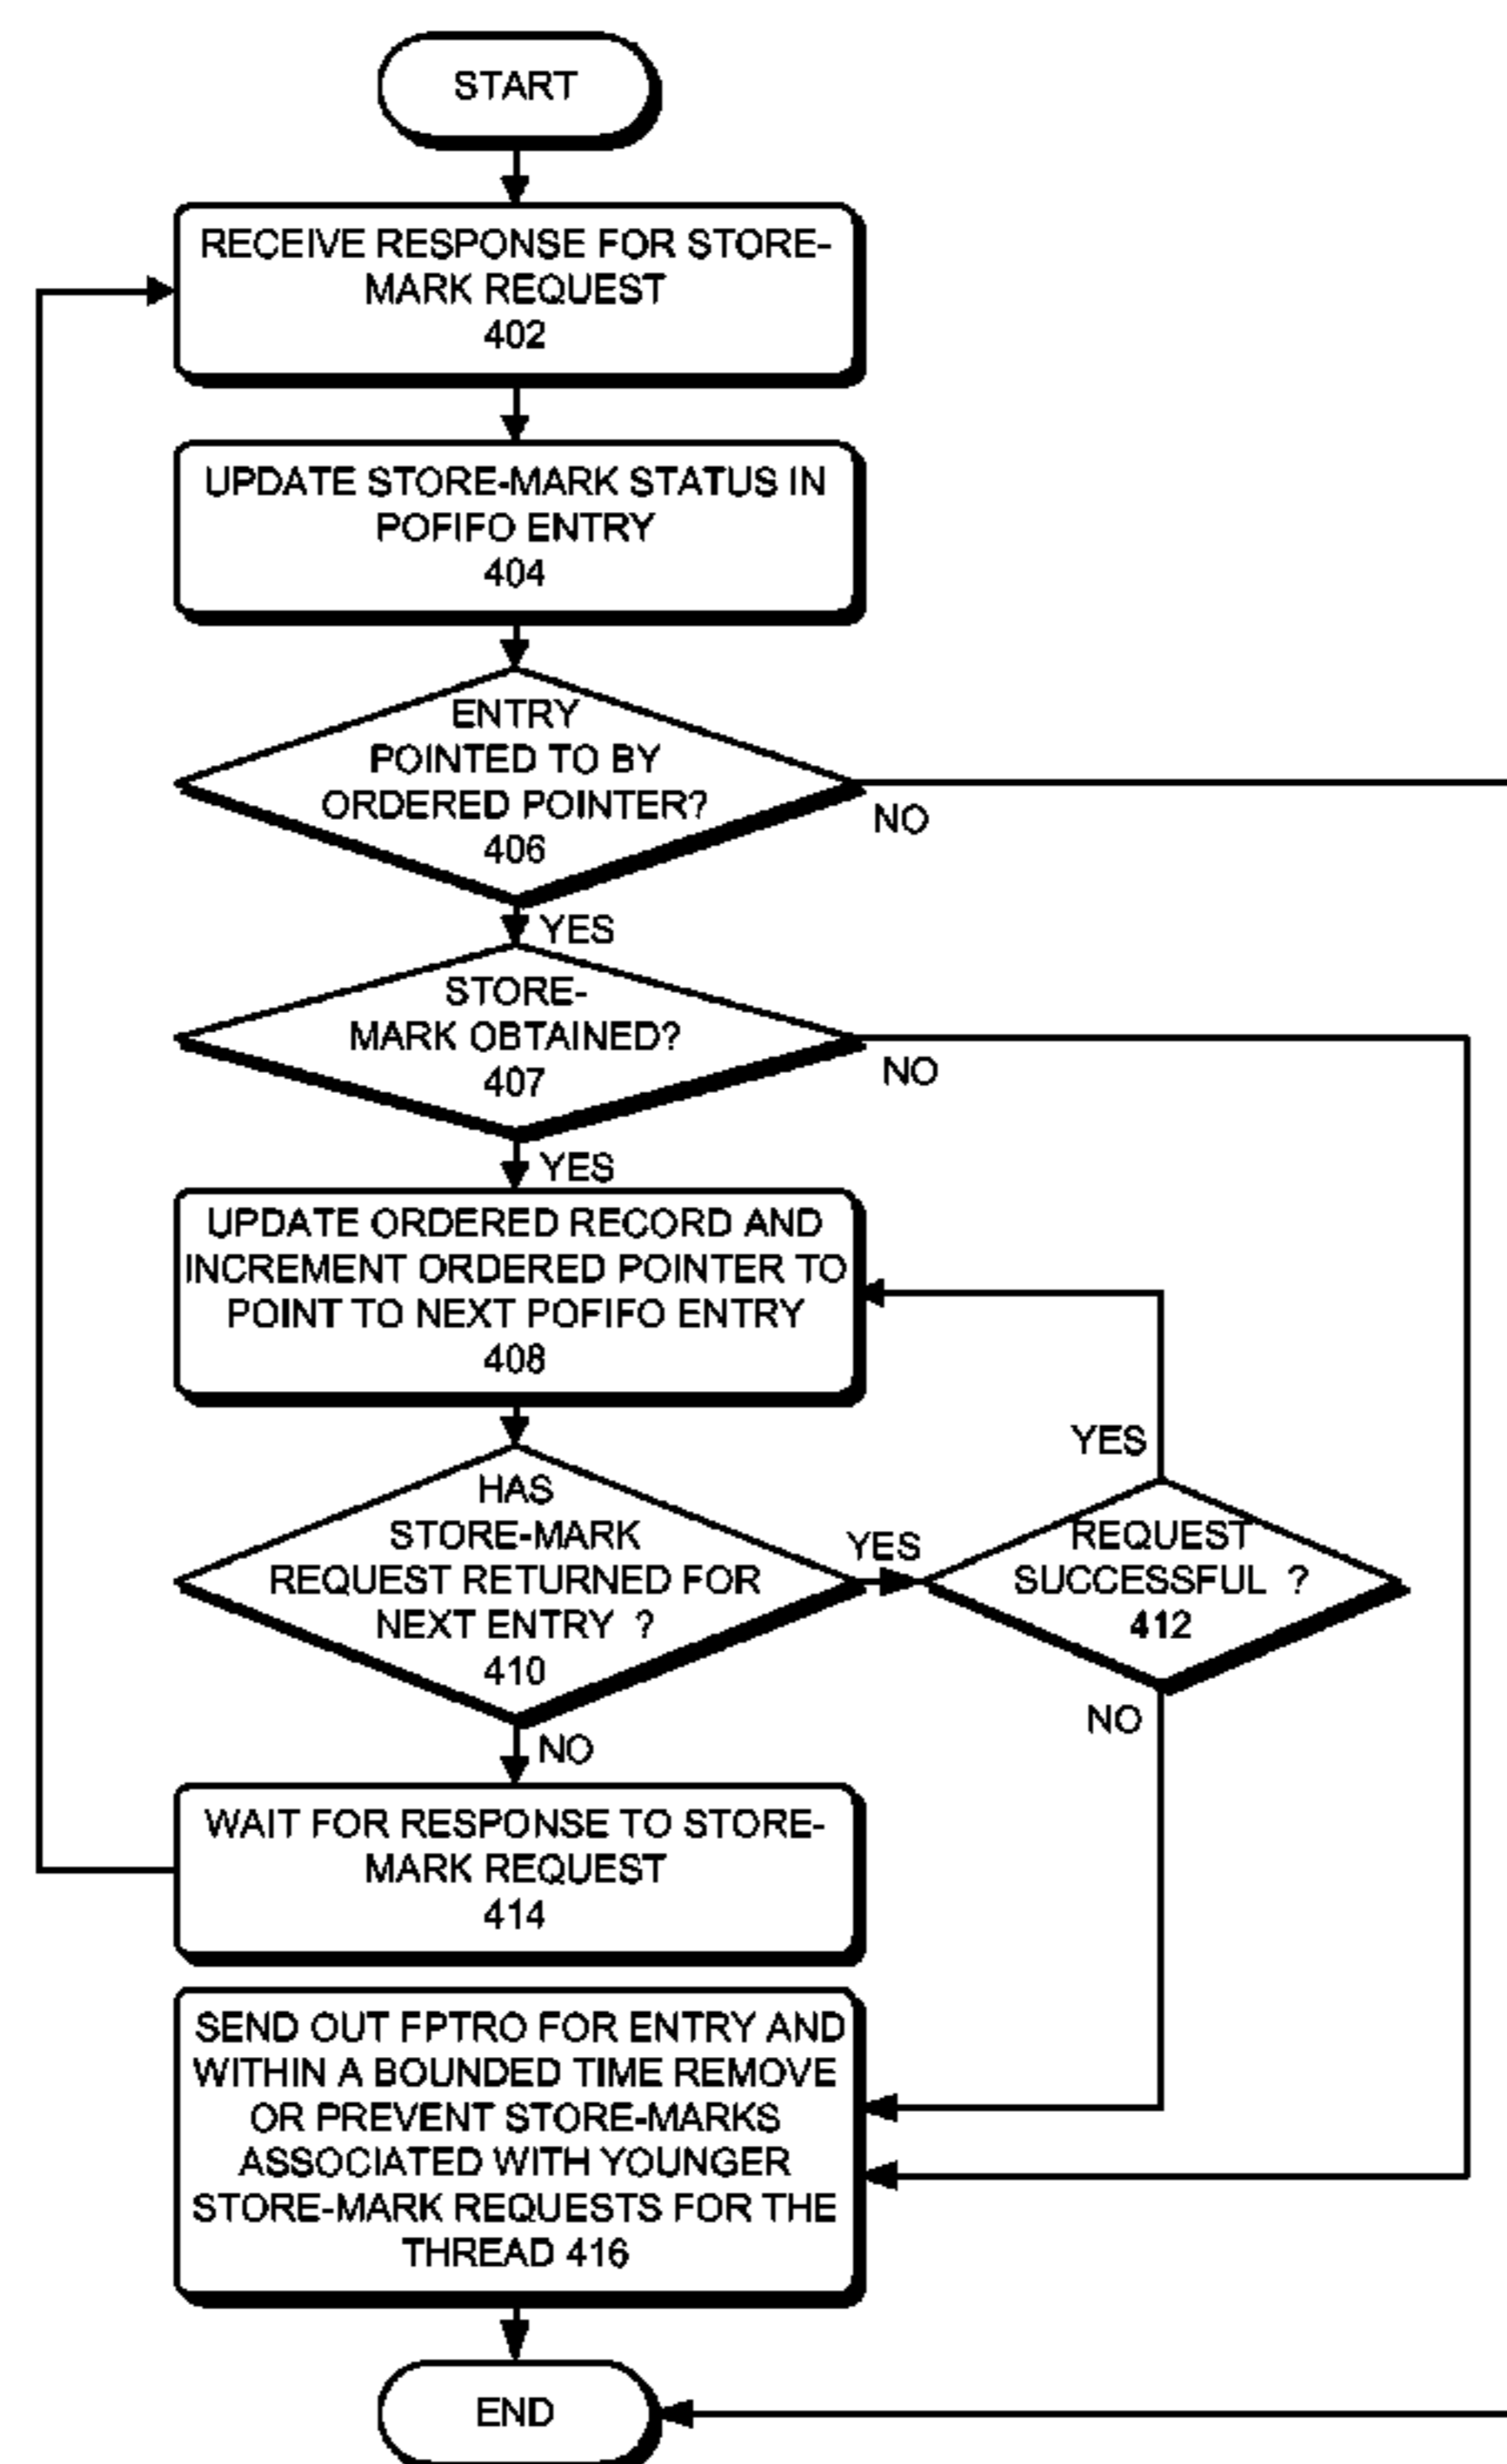 START
RECEIVE RESPONSE FOR STORE-
MARK REQUEST
402
UPDATE STORE-MARK STATUS IN
POFIFO ENTRY
404
ENTRY
POINTED TO BY
ORDERED POINTER?
406
NO
YES
STORE-
MARK OBTAINED?
407
NO
YES
UPDATE ORDERED RECORD AND
INCREMENT ORDERED POINTER TO
POINT TO NEXT POFIFO ENTRY
408
HAS
STORE-MARK
REQUEST RETURNED FOR
NEXT ENTRY ?
410
YES
YES
REQUEST
SUCCESSFUL ?
412
NO
NO
WAIT FOR RESPONSE TO STORE-
MARK REQUEST
414
SEND OUT FPTRO FOR ENTRY AND
WITHIN A BOUNDED TIME REMOVE
OR PREVENT STORE-MARKS
ASSOCIATED WITH YOUNGER
STORE-MARK REQUESTS FOR THE
THREAD 416
END